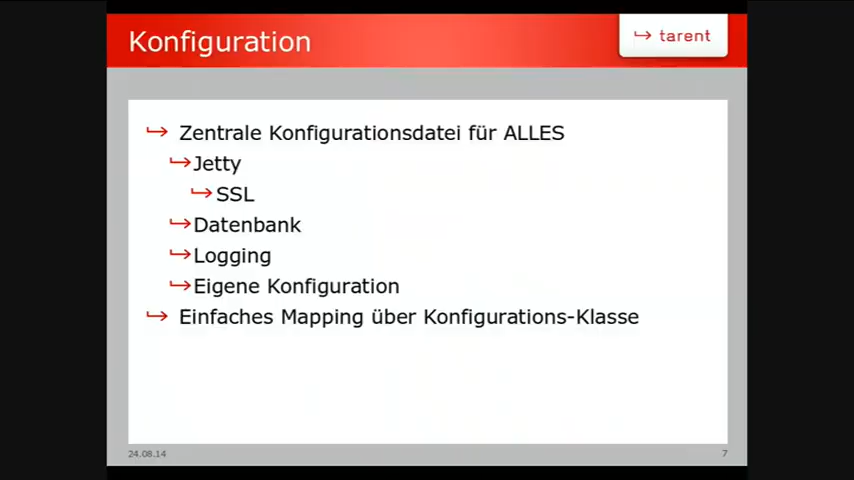 Konfiguration
tarent
Zentrale Konfigurationsdatei für ALLES
Jetty
SSL
Datenbank
Logging
Eigene Konfiguration
Einfaches Mapping über Konfigurations-Klasse
24.08.14
7